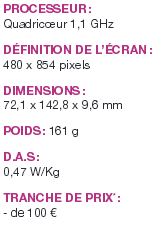 PROCESSEUR :
Quadricœur 1,1 GHz
DÉFINITION DE L'ÉCRAN :
480 x 854 pixels
DIMENSIONS :
72,1 x 142,8 x 9,6 mm
POIDS : 161 g
D.A.S :
0,47 W/Kg
TRANCHE DE PRIX* :
- de 100 €